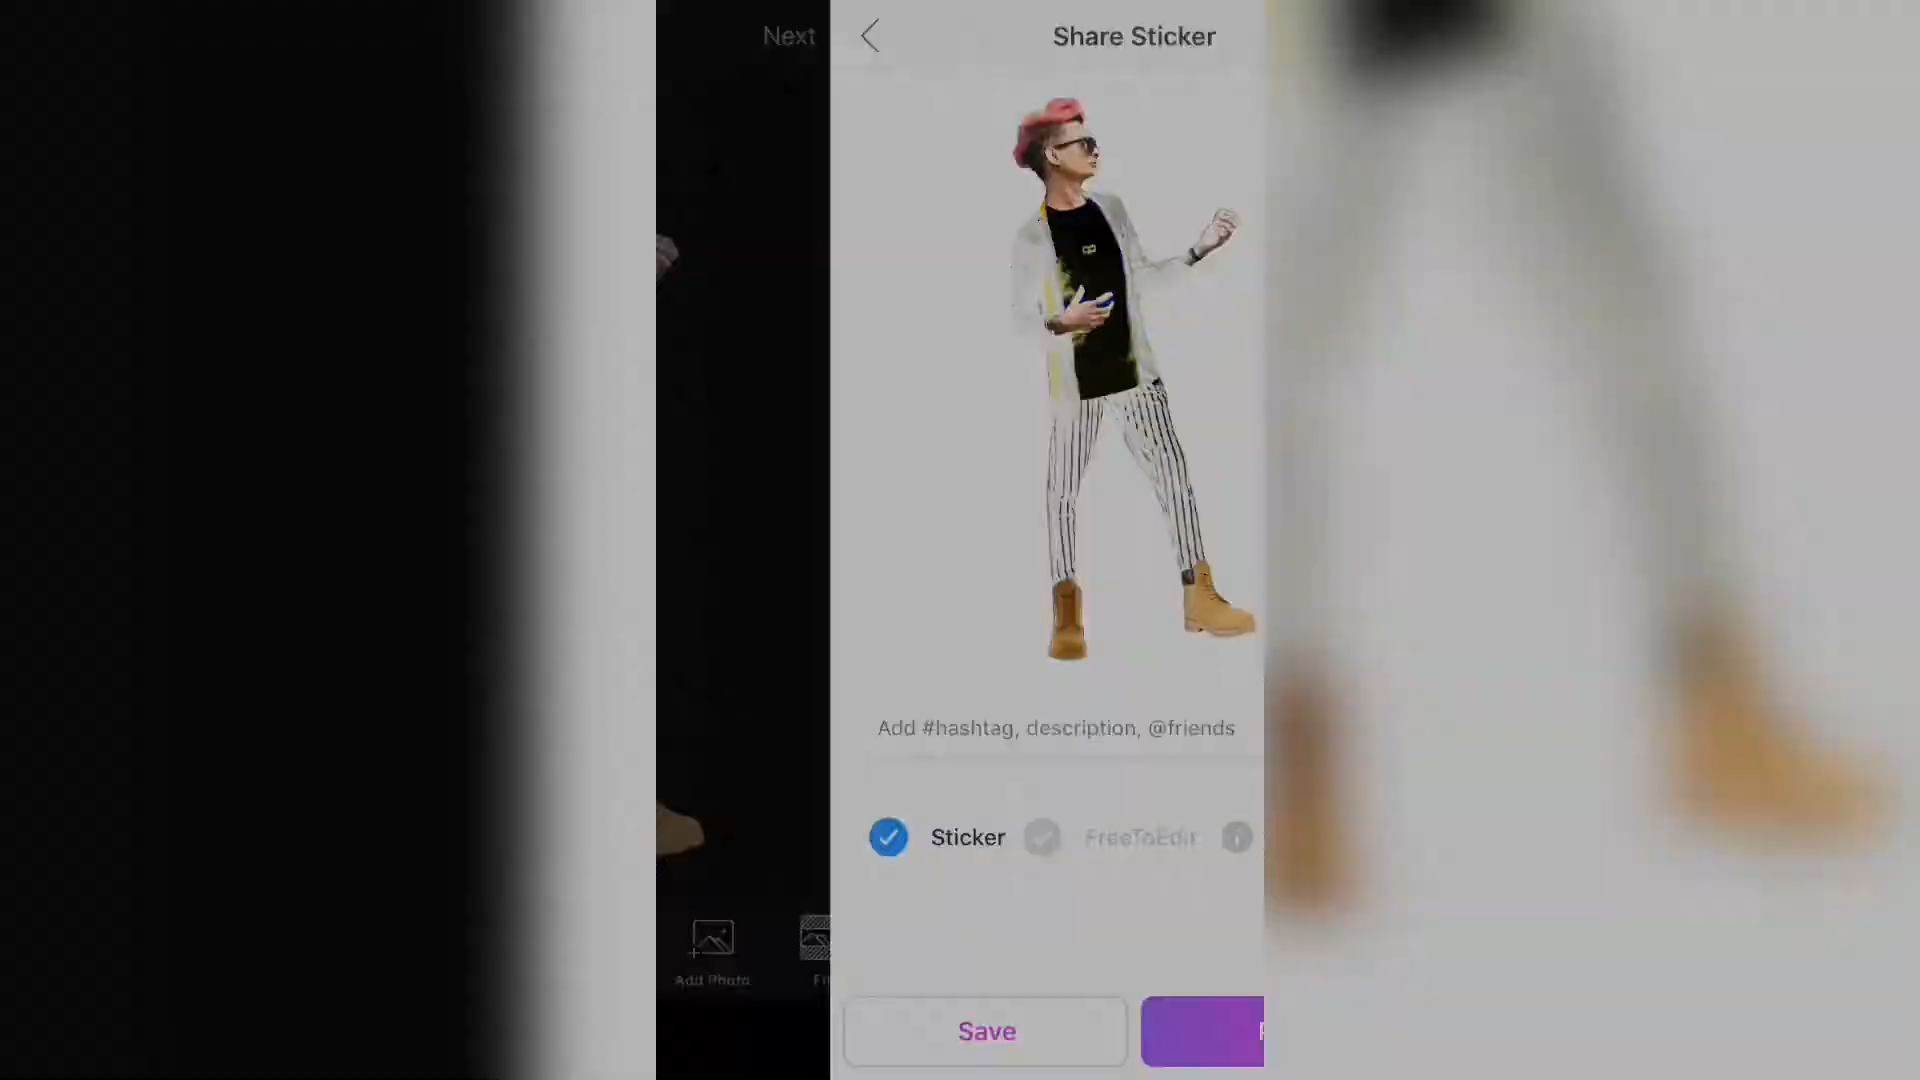 Next
Share Sticker
Add #hashtag, description, @friends
Sticker
FreeToEdit
Add Photo
Save